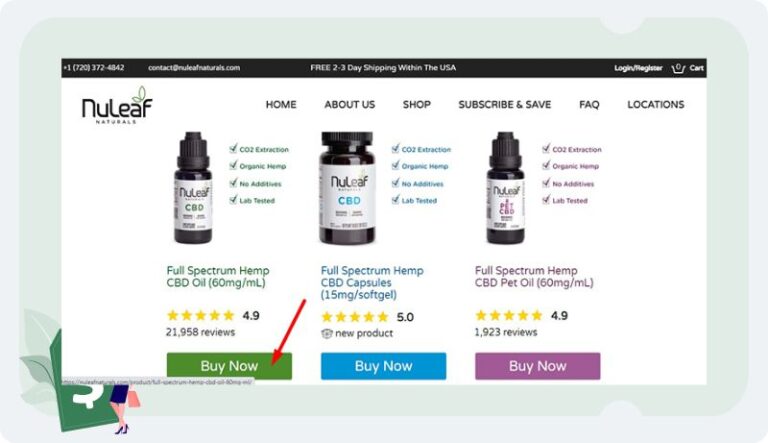 +1 (720) 372-4842 contact@nuleafnaturals.com FREE 2-3 Day Shipping Within The USA Login/Register 0 Cart
NuLeaf
NATURALS
HOME ABOUT US SHOP SUBSCRIBE & SAVE FAQ LOCATIONS
CO2 Extraction
Organic Hemp
No Additives
Lab Tested
NuLeaf
CBD
CO2 Extraction
Organic Hemp
No Additives
Lab Tested
NuLeaf
NATURALS
CBD
CO2 Extraction
Organic Hemp
No Additives
Lab Tested
NuLeaf
PET
CBD
Full Spectrum Hemp
CBD Oil (60mg/mL)
4.9
21,958 reviews
Buy Now
Full Spectrum Hemp
CBD Capsules
(15mg/softgel)
5.0
new product
Buy Now
Full Spectrum Hemp
CBD Pet Oil (60mg/mL)
4.9
1,923 reviews
Buy Now
https://nuleafnaturals.com/product/full-spectrum-hemp-cbd-oil-60mg-ml/
$